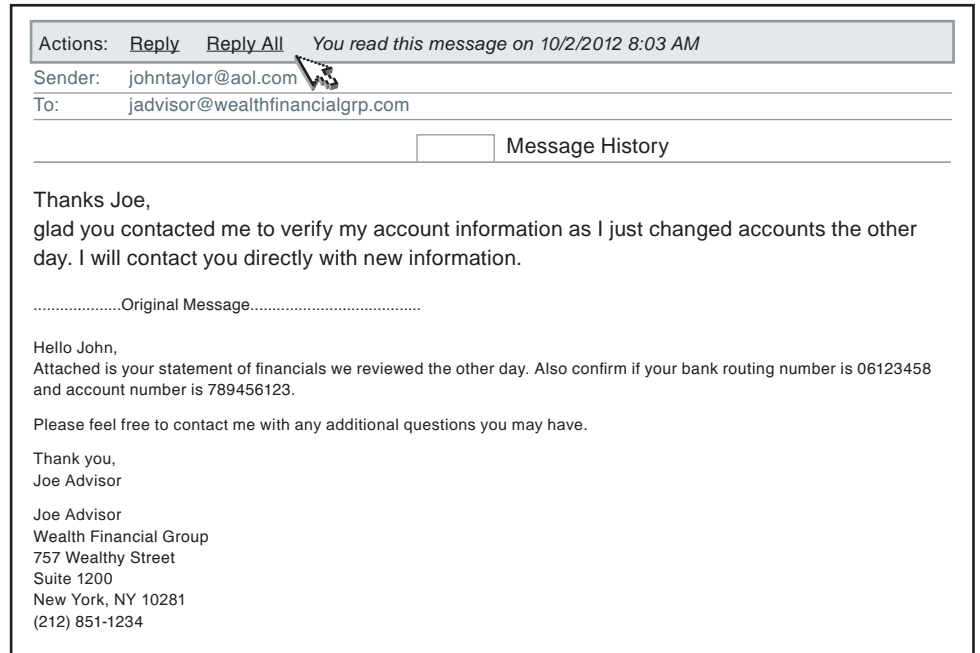 Actions: Reply Reply All You read this message on 10/2/2012 8:03 AM
Sender: johntaylor@aol.com
To: jadvisor@wealthfinancialgrp.com
Message History
Thanks Joe,
glad you contacted me to verify my account information as I just changed accounts the other
day. I will contact you directly with new information.
....................Original Message.......................................
Hello John,
Attached is your statement of financials we reviewed the other day. Also confirm if your bank routing number is 06123458
and account number is 789456123.
Please feel free to contact me with any additional questions you may have.
Thank you,
Joe Advisor
Joe Advisor
Wealth Financial Group
757 Wealthy Street
Suite 1200
New York, NY 10281
(212) 851-1234